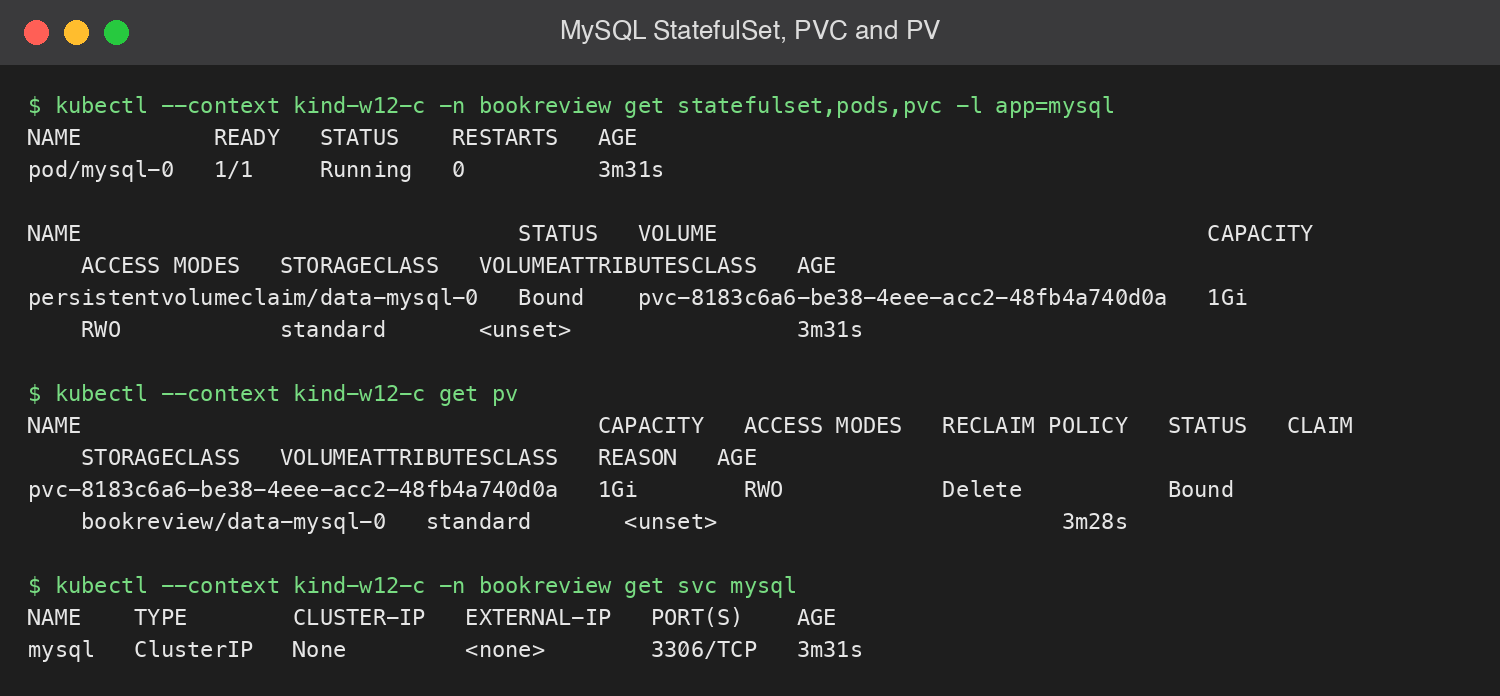 MySQL StatefulSet, PVC and PV
$ kubectl --context kind-w12-c -n bookreview get statefulset,pods,pvc -l app=mysql
NAME          READY   STATUS    RESTARTS   AGE
pod/mysql-0   1/1     Running   0          3m31s
NAME                                 STATUS   VOLUME                                     CAPACITY
    ACCESS MODES   STORAGECLASS   VOLUMEATTRIBUTESCLASS   AGE
persistentvolumeclaim/data-mysql-0   Bound    pvc-8183c6a6-be38-4eee-acc2-48fb4a740d0a   1Gi
    RWO            standard       <unset>                 3m31s
$ kubectl --context kind-w12-c get pv
NAME                                       CAPACITY   ACCESS MODES   RECLAIM POLICY   STATUS   CLAIM
    STORAGECLASS   VOLUMEATTRIBUTESCLASS   REASON   AGE
pvc-8183c6a6-be38-4eee-acc2-48fb4a740d0a   1Gi        RWO            Delete           Bound
    bookreview/data-mysql-0   standard       <unset>                          3m28s
$ kubectl --context kind-w12-c -n bookreview get svc mysql
NAME    TYPE        CLUSTER-IP   EXTERNAL-IP   PORT(S)    AGE
mysql   ClusterIP   None         <none>        3306/TCP   3m31s